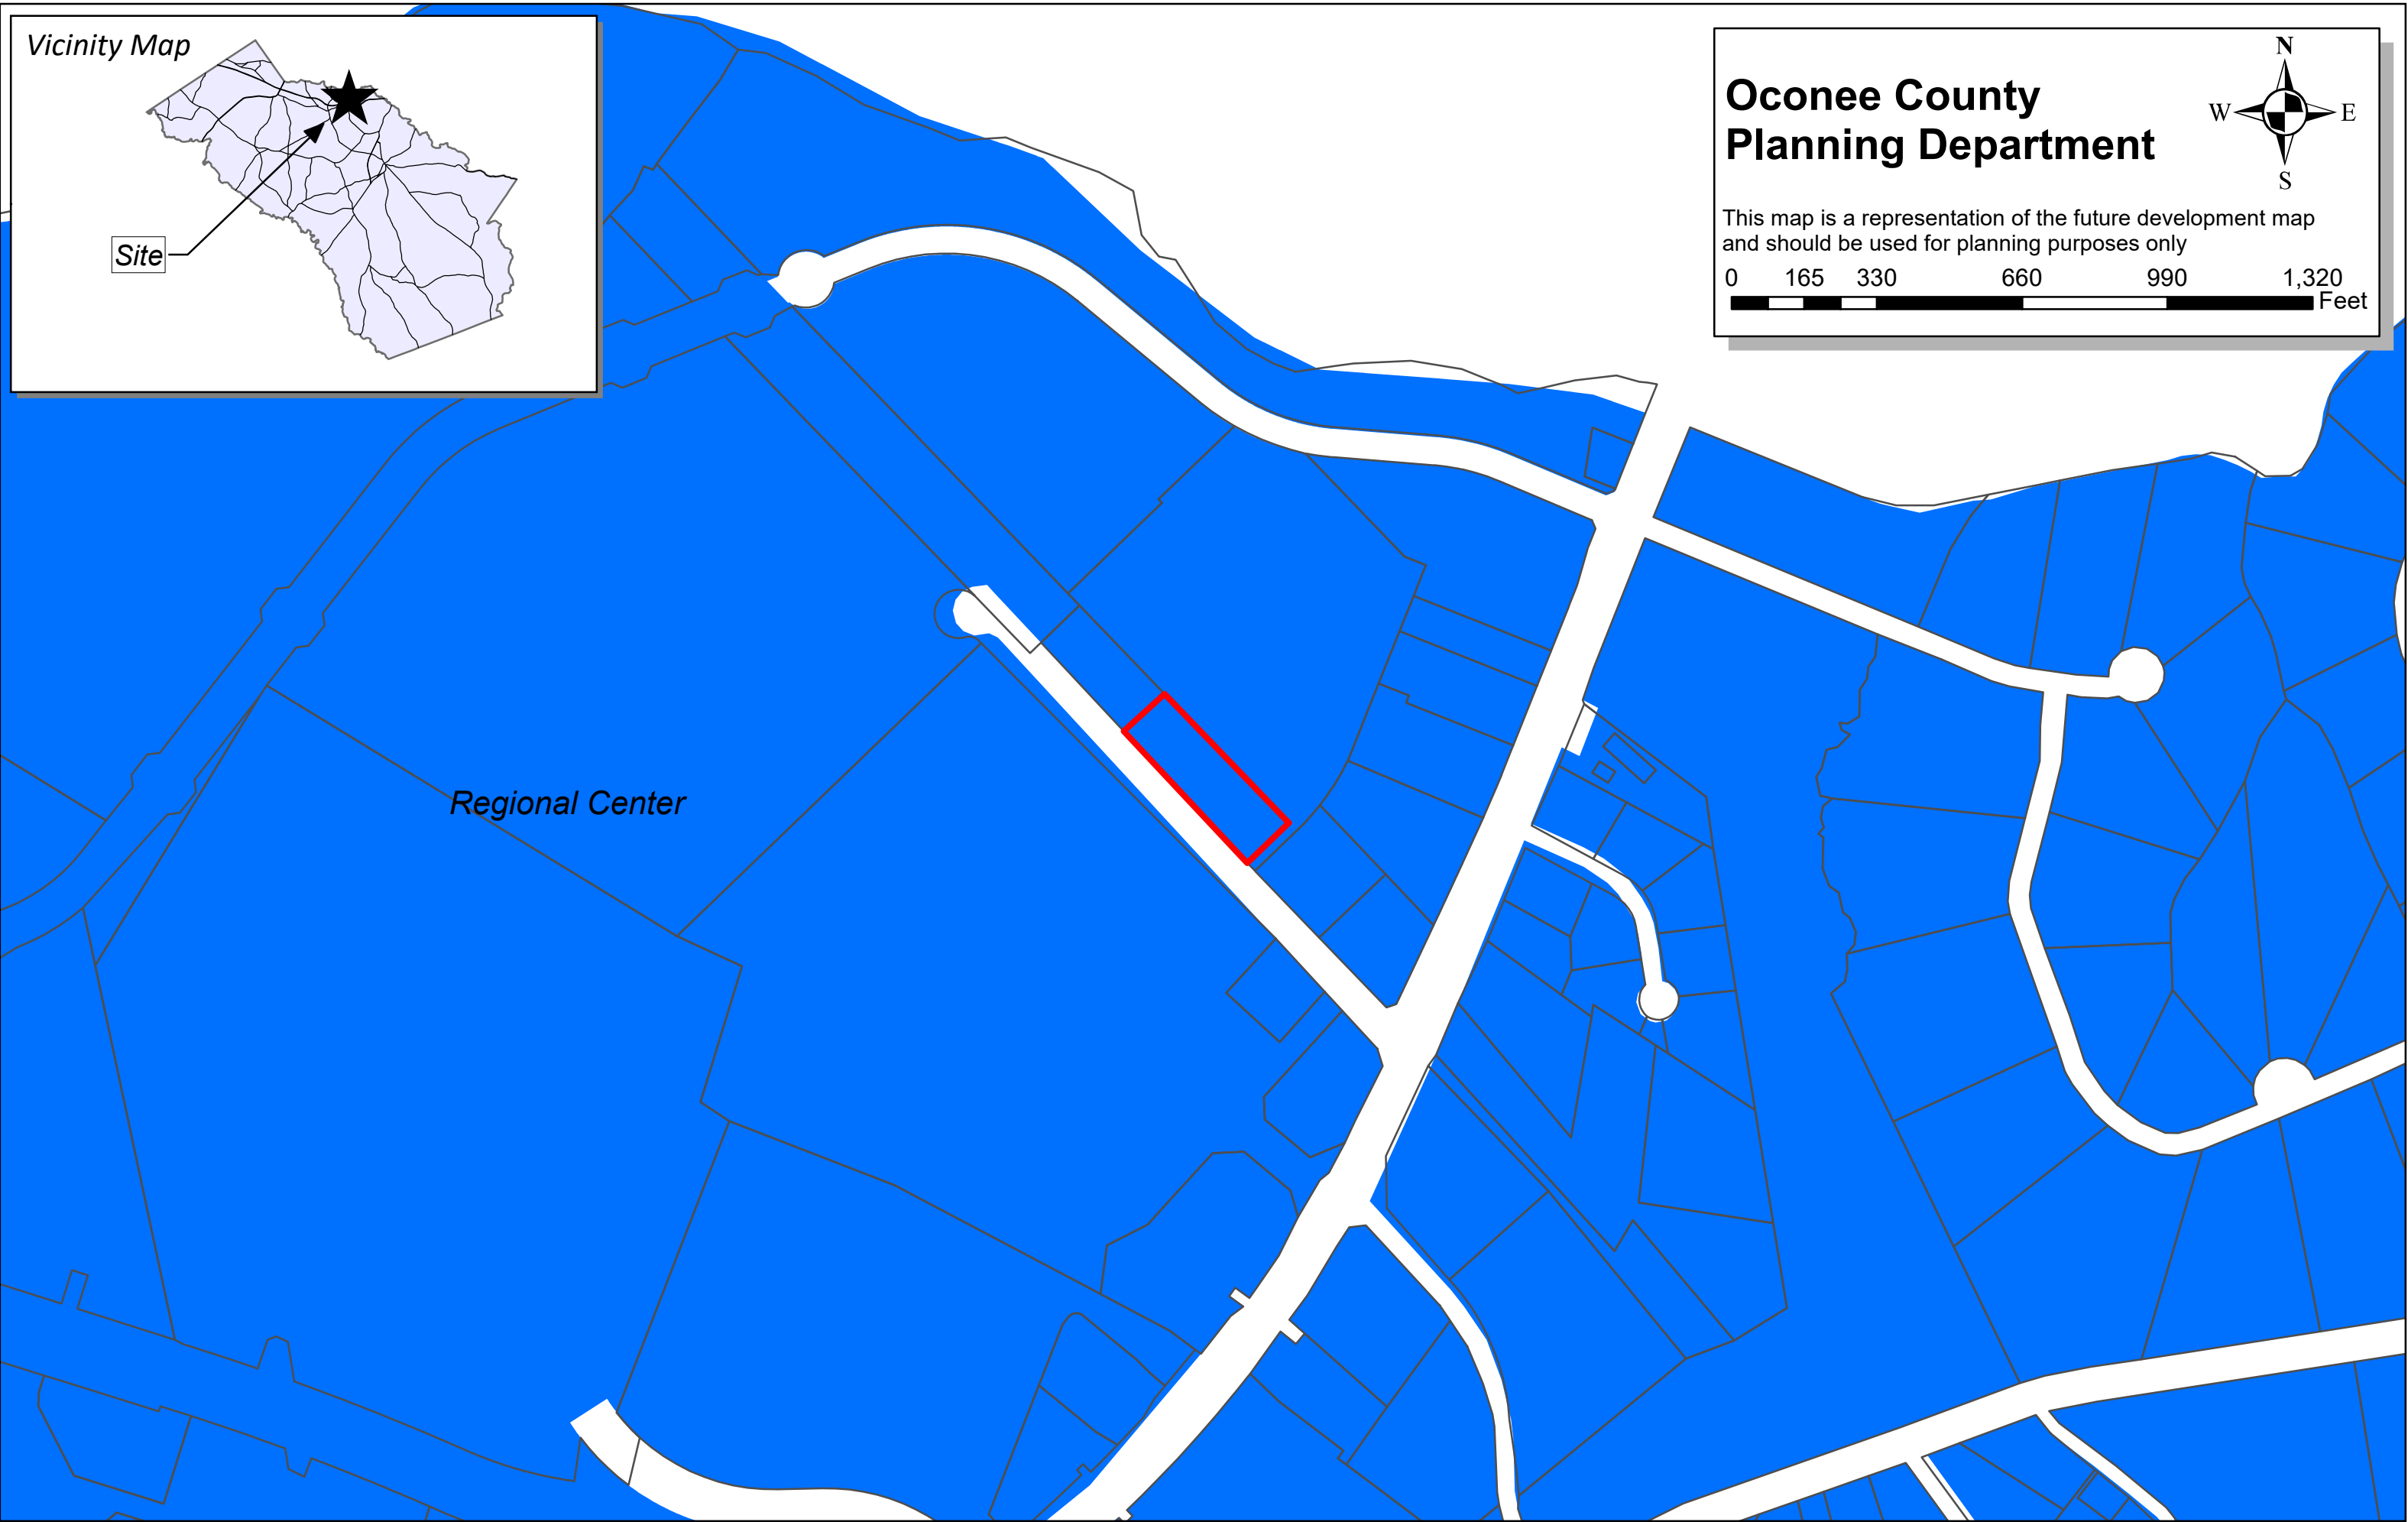 Vicinity Map
Site
Oconee County
Planning Department
N
W E
S
This map is a representation of the future development map
and should be used for planning purposes only
0 165 330 660 990 1,320
Feet
Regional Center